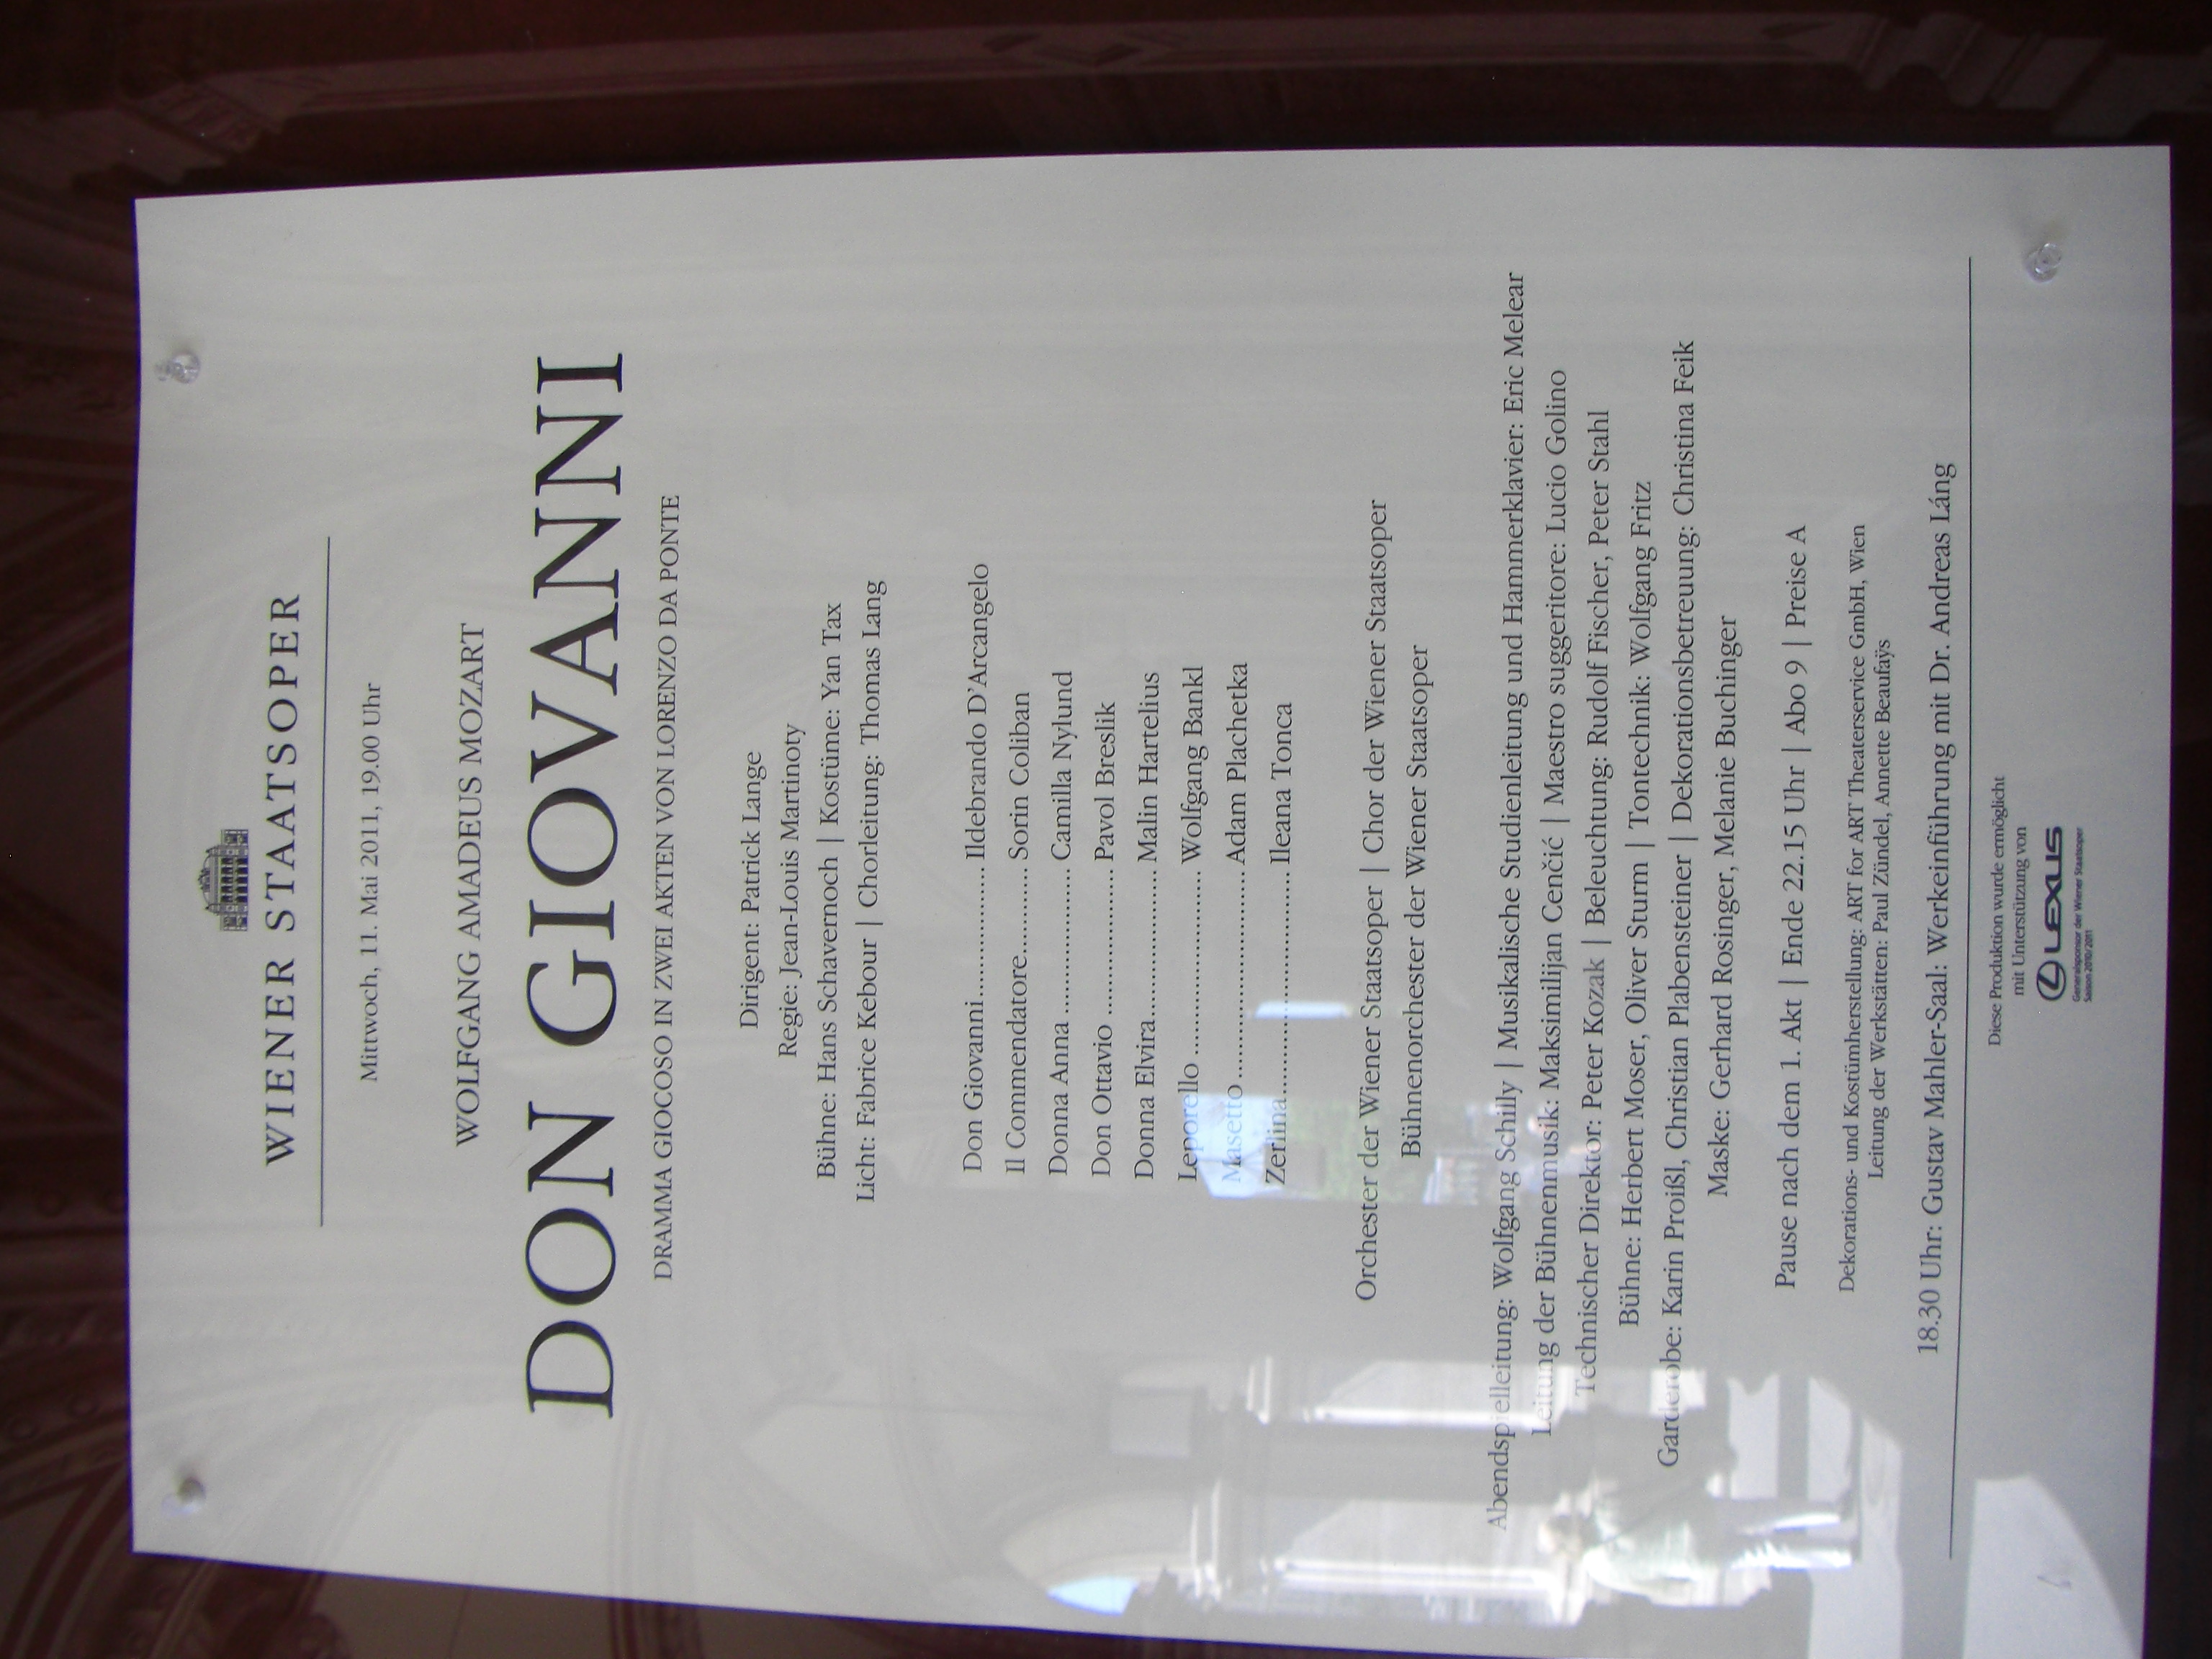 WIENER STAATSOPER
Mittwoch, 11. Mai 2011, 19.00 Uhr
WOLFGANG AMADEUS MOZART
DON GIOVANNI
DRAMMA GIOCOSO IN ZWEI AKTEN VON LORENZO DA PONTE
Dirigent: Patrick Lange
Regie: Jean-Louis Martinoty
Bühne: Hans Schavernoch | Kostüme: Yan Tax
Licht: Fabrice Kebour | Chorleitung: Thomas Lang
Don Giovanni................ Ildebrando D'Arcangelo
Il Commendatore............ Sorin Coliban
Donna Anna .................... Camilla Nylund
Don Ottavio .................... Pavol Breslik
Donna Elvira.................... Malin Hartelius
Leporello ......................... Wolfgang Bankl
Masetto ........................... Adam Plachetka
Zerlina............................. Ileana Tonca
Orchester der Wiener Staatsoper | Chor der Wiener Staatsoper
Bühnenorchester der Wiener Staatsoper
Abendspielleitung: Wolfgang Schilly | Musikalische Studienleitung und Hammerklavier: Eric Melear
Leitung der Bühnenmusik: Maksimilijan Cenčić | Maestro suggeritore: Lucio Golino
Technischer Direktor: Peter Kozak | Beleuchtung: Rudolf Fischer, Peter Stahl
Bühne: Herbert Moser, Oliver Sturm | Tontechnik: Wolfgang Fritz
Garderobe: Karin Proißl, Christian Plabensteiner | Dekorationsbetreuung: Christina Feik
Maske: Gerhard Rosinger, Melanie Buchinger
Pause nach dem 1. Akt | Ende 22.15 Uhr | Abo 9 | Preise A
Dekorations- und Kostümherstellung: ART for ART Theaterservice GmbH, Wien
Leitung der Werkstätten: Paul Zündel, Annette Beaufaÿs
18.30 Uhr: Gustav Mahler-Saal: Werkeinführung mit Dr. Andreas Láng
Diese Produktion wurde ermöglicht
mit Unterstützung von
LEXUS
Generalsponsor der Wiener Staatsoper
Saison 2010/2011